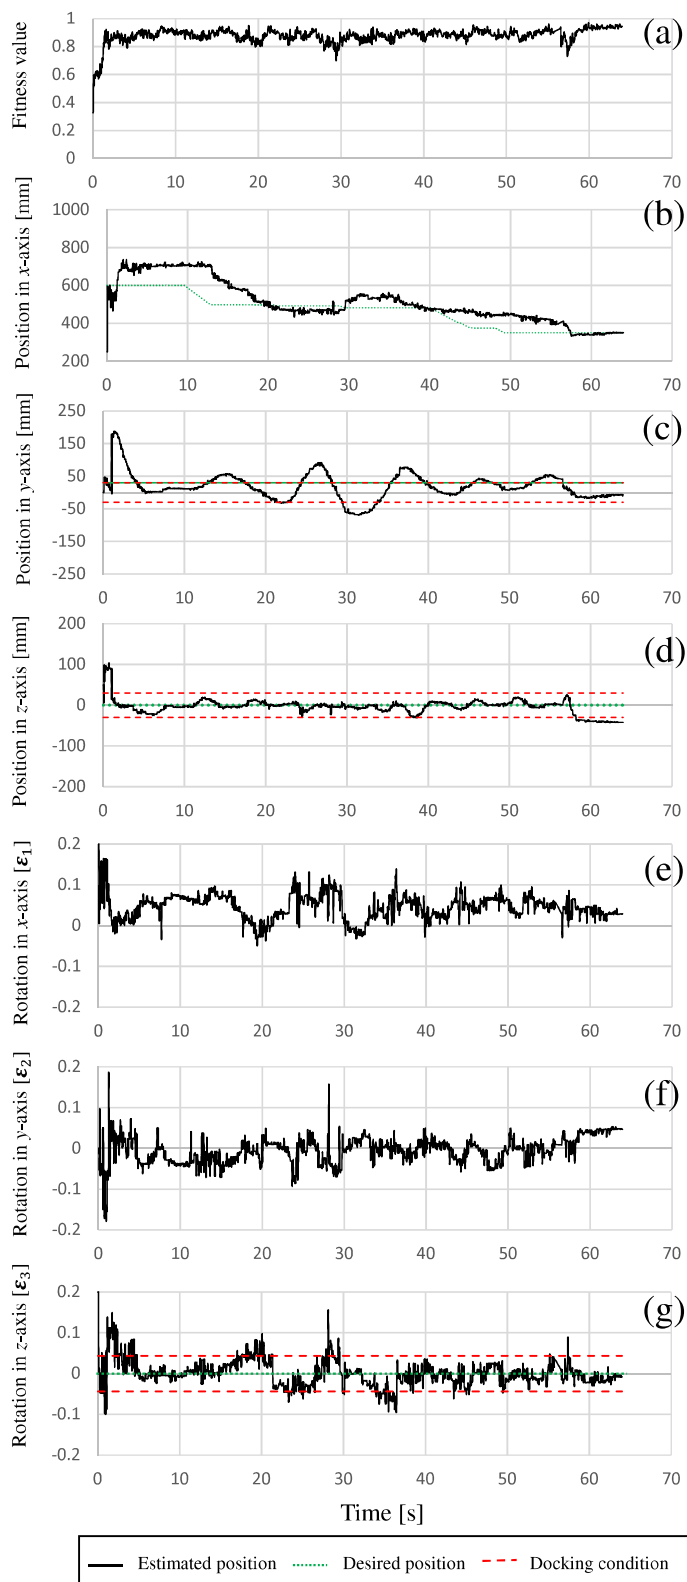 Fitness value
1
0.8
0.6
0.4
0.2
0
0 10 20 30 40 50 60 70
(a)
Position in x-axis [mm]
1000
800
600
400
200
0 10 20 30 40 50 60 70
(b)
Position in y-axis [mm]
250
150
50
-50
-150
-250
0 10 20 30 40 50 60 70
(c)
Position in z-axis [mm]
200
100
0
-100
-200
0 10 20 30 40 50 60 70
(d)
Rotation in x-axis [ε1]
0.2
0.1
0
-0.1
-0.2
0 10 20 30 40 50 60 70
(e)
Rotation in y-axis [ε2]
0.2
0.1
0
-0.1
-0.2
0 10 20 30 40 50 60 70
(f)
Rotation in z-axis [ε3]
0.2
0.1
0
-0.1
-0.2
0 10 20 30 40 50 60 70
(g)
Time [s]
Estimated position Desired position Docking condition